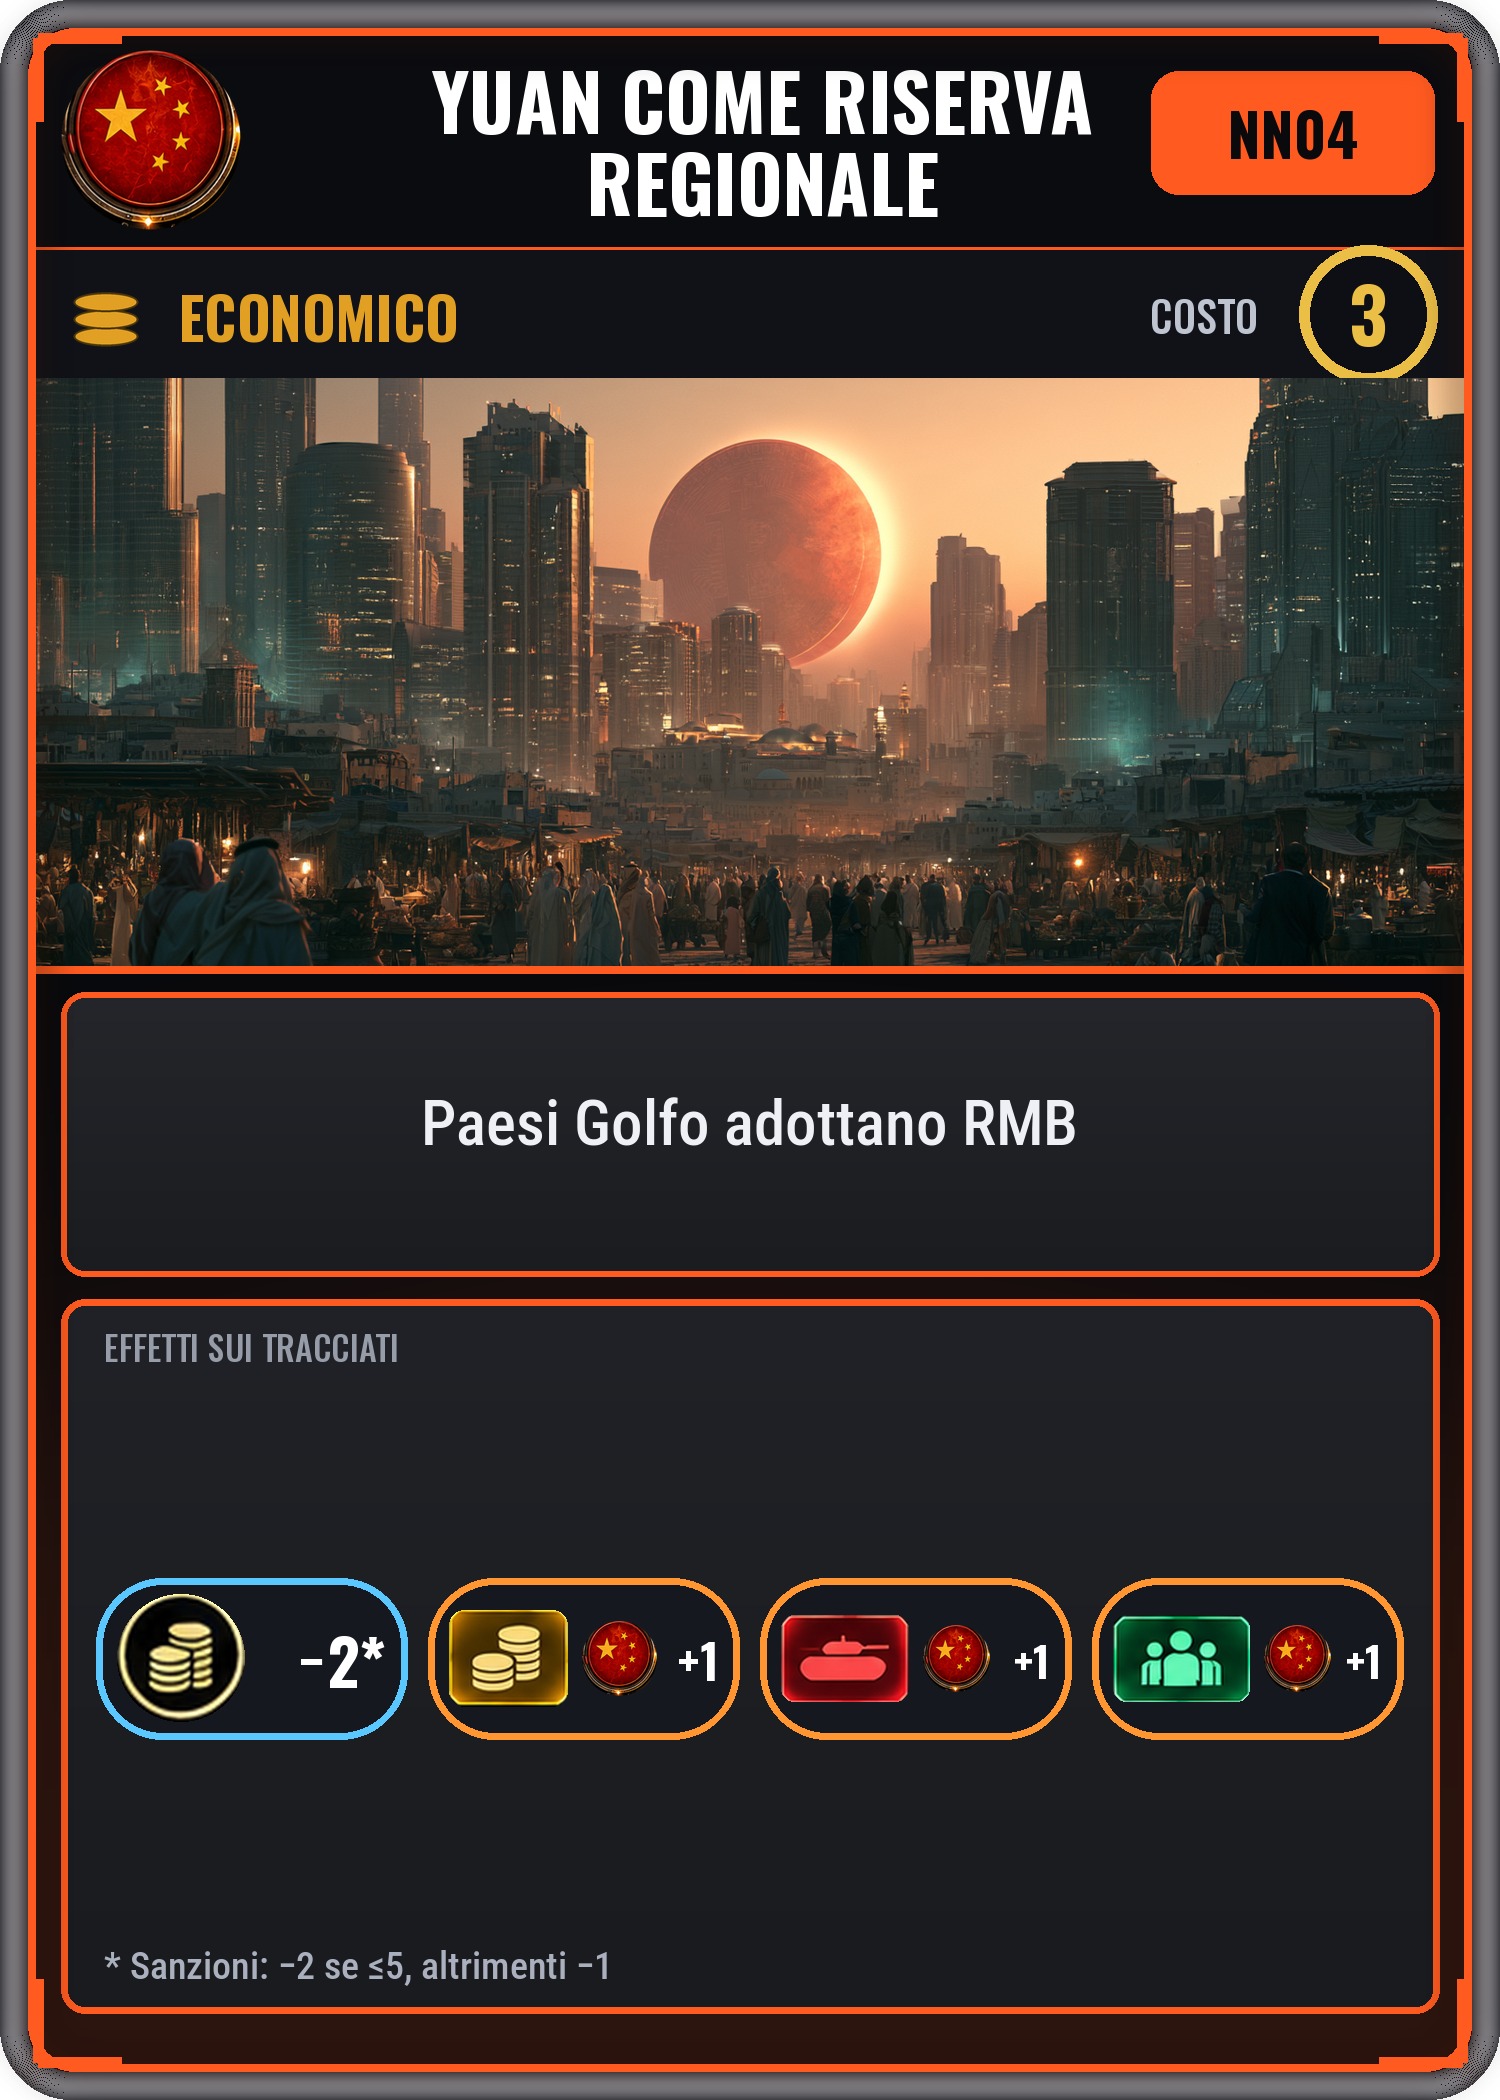 YUAN COME RISERVA
REGIONALE
NN04
ECONOMICO
COSTO
3
Paesi Golfo adottano RMB
EFFETTI SUI TRACCIATI
−2*
+1
+1
+1
* Sanzioni: −2 se ≤5, altrimenti −1